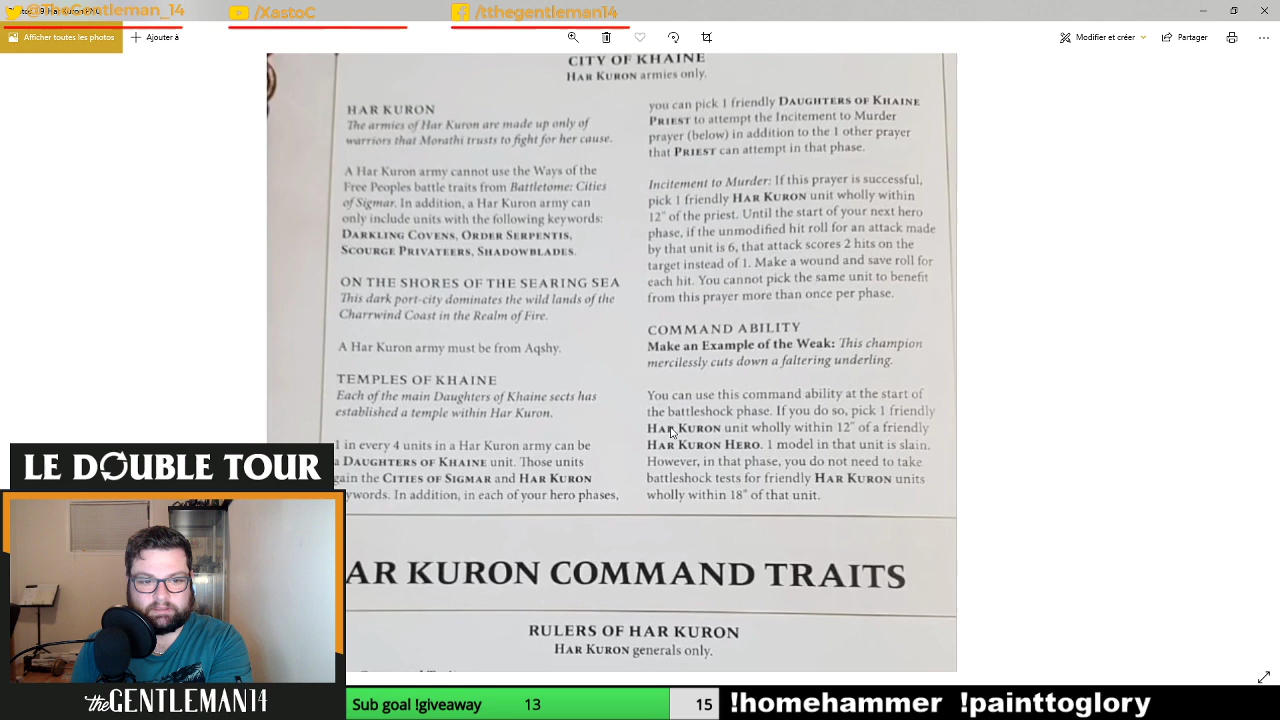 @TheGentleman_14
/XastoC
/tthegentleman14
Afficher toutes les photos
Ajouter à
Modifier et créer
Partager
CITY OF KHAINE
HAR KURON armies only.
HAR KURON
The armies of Har Kuron are made up only of
warriors that Morathi trusts to fight for her cause.
A Har Kuron army cannot use the Ways of the
Free Peoples battle traits from Battletome: Cities
of Sigmar. In addition, a Har Kuron army can
only include units with the following keywords:
DARKLING COVENS, ORDER SERPENTIS,
SCOURGE PRIVATEERS, SHADOWBLADES.
ON THE SHORES OF THE SEARING SEA
This dark port-city dominates the wild lands of the
Charrwind Coast in the Realm of Fire.
A Har Kuron army must be from Aqshy.
TEMPLES OF KHAINE
Each of the main Daughters of Khaine sects has
established a temple within Har Kuron.
1 in every 4 units in a Har Kuron army can be
a DAUGHTERS OF KHAINE unit. Those units
gain the CITIES OF SIGMAR and HAR KURON
ywords. In addition, in each of your hero phases,
you can pick 1 friendly DAUGHTERS OF KHAINE
PRIEST to attempt the Incitement to Murder
prayer (below) in addition to the 1 other prayer
that PRIEST can attempt in that phase.
Incitement to Murder: If this prayer is successful,
pick 1 friendly HAR KURON unit wholly within
12" of the priest. Until the start of your next hero
phase, if the unmodified hit roll for an attack made
by that unit is 6, that attack scores 2 hits on the
target instead of 1. Make a wound and save roll for
each hit. You cannot pick the same unit to benefit
from this prayer more than once per phase.
COMMAND ABILITY
Make an Example of the Weak: This champion
mercilessly cuts down a faltering underling.
You can use this command ability at the start of
the battleshock phase. If you do so, pick 1 friendly
HAR KURON unit wholly within 12" of a friendly
HAR KURON HERO. 1 model in that unit is slain.
However, in that phase, you do not need to take
battleshock tests for friendly HAR KURON units
wholly within 18" of that unit.
AR KURON COMMAND TRAITS
RULERS OF HAR KURON
HAR KURON generals only.
LE DOUBLE TOUR
theGENTLEMAN14
Sub goal !giveaway 13 15
!homehammer !painttoglory